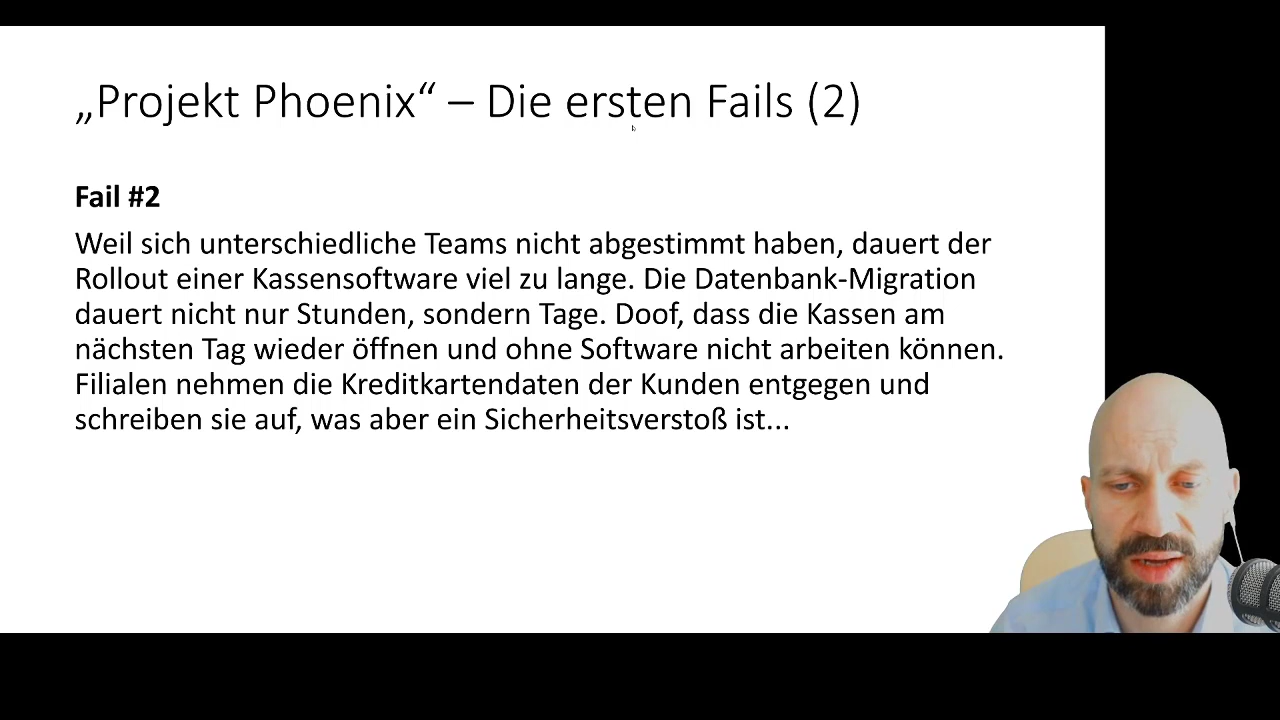 „Projekt Phoenix“ – Die ersten Fails (2)
Fail #2
Weil sich unterschiedliche Teams nicht abgestimmt haben, dauert der
Rollout einer Kassensoftware viel zu lange. Die Datenbank-Migration
dauert nicht nur Stunden, sondern Tage. Doof, dass die Kassen am
nächsten Tag wieder öffnen und ohne Software nicht arbeiten können.
Filialen nehmen die Kreditkartendaten der Kunden entgegen und
schreiben sie auf, was aber ein Sicherheitsverstoß ist...